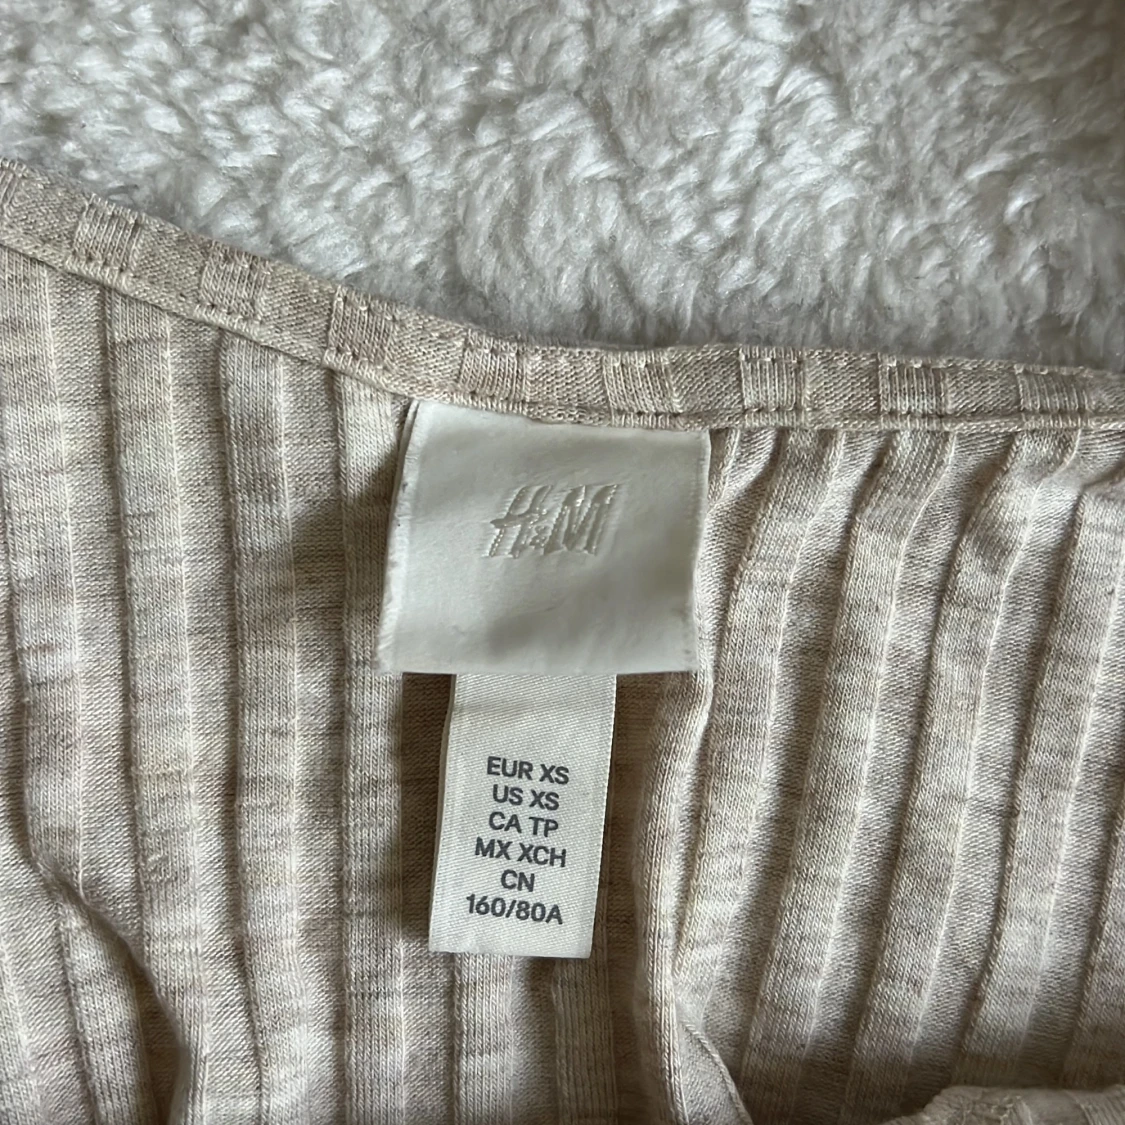 H&M
EUR XS
US XS
CA TP
MX XCH
CN
160/80A